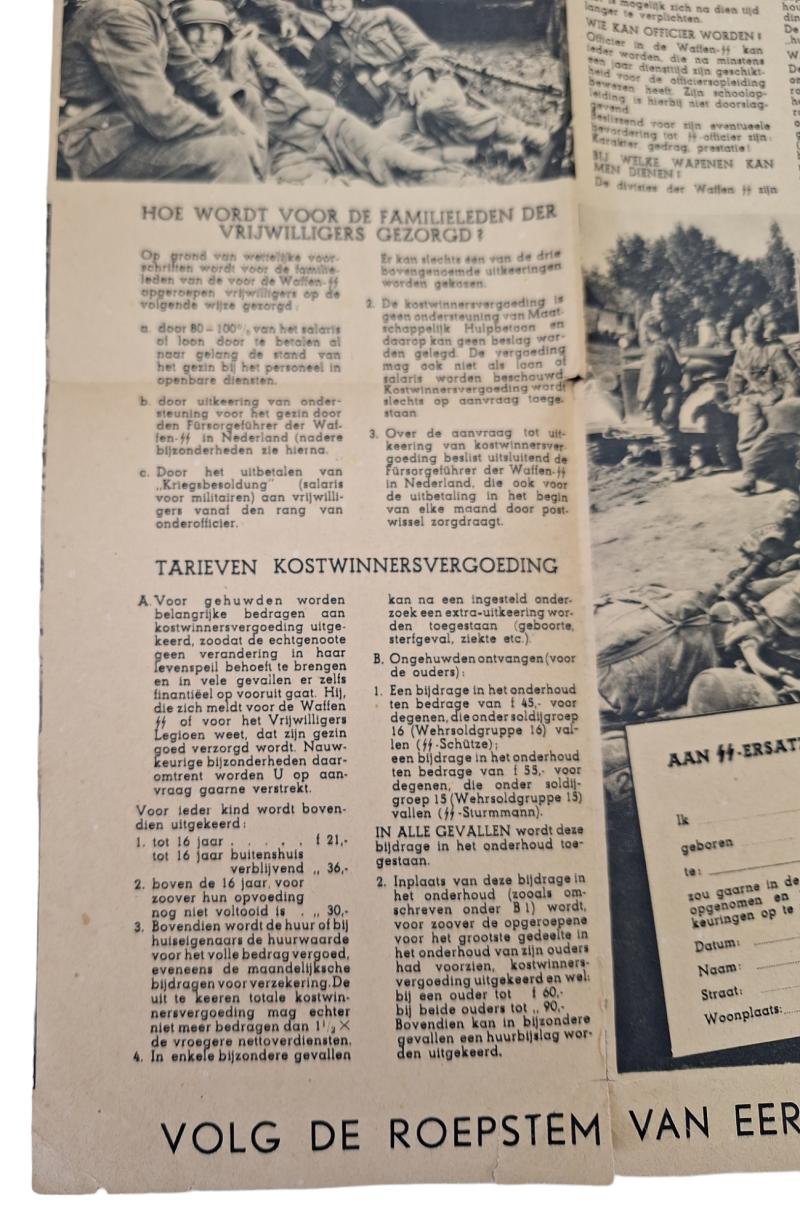 is mogelijk zich na dien tijd
langer te verplichten.
WIE KAN OFFICIER WORDEN?
Officier in de Waffen-ᛋᛋ kan
ieder worden, die na minstens
een jaar diensttijd zijn geschikt-
heid voor de officiersopleiding
bewezen heeft. Zijn schoolop-
leiding is hierbij niet doorslag-
gevend.
Beslissend voor zijn eventueele
bevordering tot ᛋᛋ-officier zijn:
Karakter, gedrag, prestatie!
BIJ WELKE WAPENEN KAN
MEN DIENEN?
De divisies der Waffen ᛋᛋ zijn
HOE WORDT VOOR DE FAMILIELEDEN DER
VRIJWILLIGERS GEZORGD?
Op grond van wettelijke voor-
schriften wordt voor de familie-
leden van de voor de Waffen-ᛋᛋ
opgeroepen vrijwilligers op de
volgende wijze gezorgd:
a. door 80-100% van het salaris
of loon door te betalen al
naar gelang de stand van
het gezin bij het personeel in
openbare diensten.
b. door uitkeering van onder-
steuning voor het gezin door
den Fürsorgeführer der Waf-
fen-ᛋᛋ in Nederland (nadere
bijzonderheden zie hierna.
c. Door het uitbetalen van
„Kriegsbesoldung" (salaris
voor militairen) aan vrijwilli-
gers vanaf den rang van
onderofficier.
Er kan slechts één van de drie
bovengenoemde uitkeeringen
worden gekozen.
2. De kostwinnersvergoeding is
geen ondersteuning van Maat-
schappelijk Hulpbetoon en
daarop kan geen beslag wor-
den gelegd. De vergoeding
mag ook niet als loon of
salaris worden beschouwd
Kostwinnersvergoeding wordt
slechts op aanvraag toege-
staan
3. Over de aanvraag tot uit-
keering van kostwinnersver-
goeding beslist uitsluitend de
Fürsorgeführer der Waffen-ᛋᛋ
in Nederland, die ook voor
de uitbetaling in het begin
van elke maand door post-
wissel zorgdraagt.
TARIEVEN KOSTWINNERSVERGOEDING
A. Voor gehuwden worden
belangrijke bedragen aan
kostwinnersvergoeding uitge-
keerd, zoodat de echtgenoote
geen verandering in haar
levenspeil behoeft te brengen
en in vele gevallen er zelfs
finantiëel op vooruit gaat. Hij,
die zich meldt voor de Waffen
ᛋᛋ of voor het Vrijwilligers
Legioen weet, dat zijn gezin
goed verzorgd wordt. Nauw-
keurige bijzonderheden daar-
omtrent worden U op aan-
vraag gaarne verstrekt.
Voor ieder kind wordt boven-
dien uitgekeerd:
1. tot 16 jaar . . . . , f 21,-
tot 16 jaar buitenshuis
verblijvend „ 36,-
2. boven de 16 jaar, voor
zoover hun opvoeding
nog niet voltooid is . „ 30,-
3. Bovendien wordt de huur of bij
huiseigenaars de huurwaarde
voor het volle bedrag vergoed,
eveneens de maandelijksche
bijdragen voor verzekering. De
uit te keeren totale kostwin-
nersvergoeding mag echter
niet meer bedragen dan 1½ ×
de vroegere nettoverdiensten.
4. In enkele bijzondere gevallen
kan na een ingesteld onder-
zoek een extra-uitkeering wor-
den toegestaan (geboorte,
sterfgeval, ziekte etc.)
B. Ongehuwden ontvangen (voor
de ouders):
1. Een bijdrage in het onderhoud
ten bedrage van f 45,- voor
degenen, die onder soldijgroep
16 (Wehrsoldgruppe 16) val-
len (ᛋᛋ-Schütze);
een bijdrage in het onderhoud
ten bedrage van f 55,- voor
degenen, die onder soldij-
groep 15 (Wehrsoldgruppe 15)
vallen (ᛋᛋ-Sturmmann).
IN ALLE GEVALLEN wordt deze
bijdrage in het onderhoud toe-
gestaan.
2. Inplaats van deze bijdrage in
het onderhoud (zooals om-
schreven onder B 1) wordt,
voor zoover de opgeroepene
voor het grootste gedeelte in
het onderhoud van zijn ouders
had voorzien, kostwinners-
vergoeding uitgekeerd en wel:
bij een ouder tot f 60,-
bij beide ouders tot „ 90,-
Bovendien kan in bijzondere
gevallen een huurbijslag wor-
den uitgekeerd.
AAN ᛋᛋ-ERSAT
Ik
geboren
te:
zou gaarne in de
opgenomen en
keuringen op te
Datum:
Naam:
Straat:
Woonplaats:
VOLG DE ROEPSTEM VAN EER